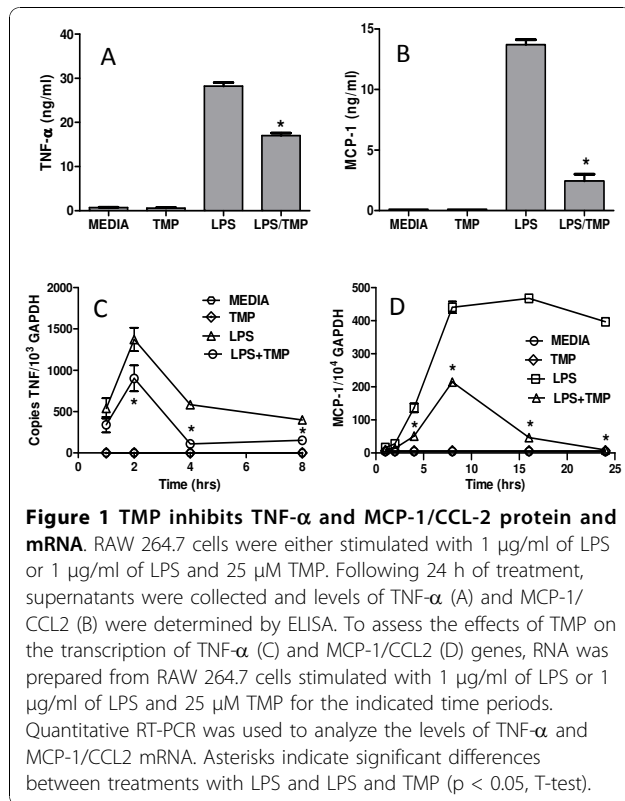 A
TNF-α (ng/ml)
40
30
20
10
0
*
MEDIA TMP LPS LPS/TMP
B
MCP-1 (ng/ml)
15
10
5
0
*
MEDIA TMP LPS LPS/TMP
C
Copies TNF/10³ GAPDH
2000
1500
1000
500
0
MEDIA
TMP
LPS
LPS+TMP
* * *
0 2 4 6 8
Time (hrs)
D
MCP-1/10⁴ GAPDH
500
400
300
200
100
0
MEDIA
TMP
LPS
LPS+TMP
* * * *
0 5 10 15 20 25
Time (hrs)
Figure 1 TMP inhibits TNF-α and MCP-1/CCL-2 protein and
mRNA. RAW 264.7 cells were either stimulated with 1 μg/ml of LPS
or 1 μg/ml of LPS and 25 μM TMP. Following 24 h of treatment,
supernatants were collected and levels of TNF-α (A) and MCP-1/
CCL2 (B) were determined by ELISA. To assess the effects of TMP on
the transcription of TNF-α (C) and MCP-1/CCL2 (D) genes, RNA was
prepared from RAW 264.7 cells stimulated with 1 μg/ml of LPS or 1
μg/ml of LPS and 25 μM TMP for the indicated time periods.
Quantitative RT-PCR was used to analyze the levels of TNF-α and
MCP-1/CCL2 mRNA. Asterisks indicate significant differences
between treatments with LPS and LPS and TMP (p < 0.05, T-test).